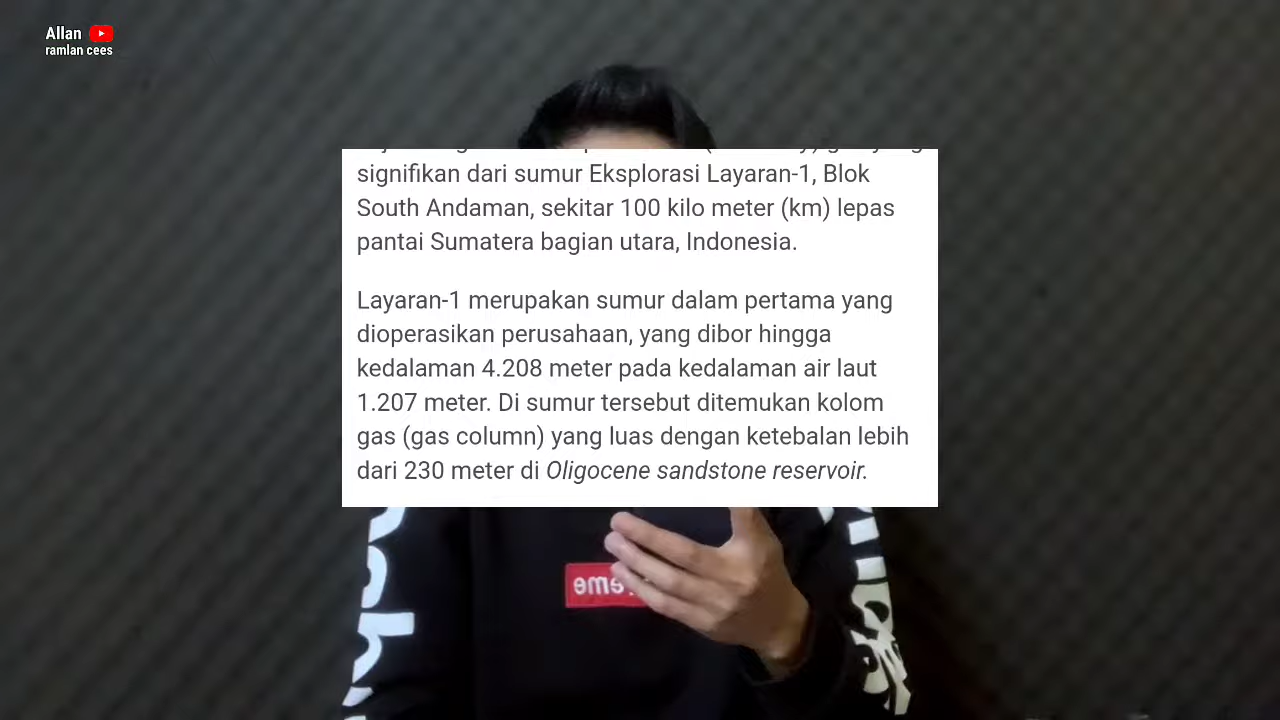 Allan
ramlan cees
signifikan dari sumur Eksplorasi Layaran-1, Blok
South Andaman, sekitar 100 kilo meter (km) lepas
pantai Sumatera bagian utara, Indonesia.
Layaran-1 merupakan sumur dalam pertama yang
dioperasikan perusahaan, yang dibor hingga
kedalaman 4.208 meter pada kedalaman air laut
1.207 meter. Di sumur tersebut ditemukan kolom
gas (gas column) yang luas dengan ketebalan lebih
dari 230 meter di Oligocene sandstone reservoir.